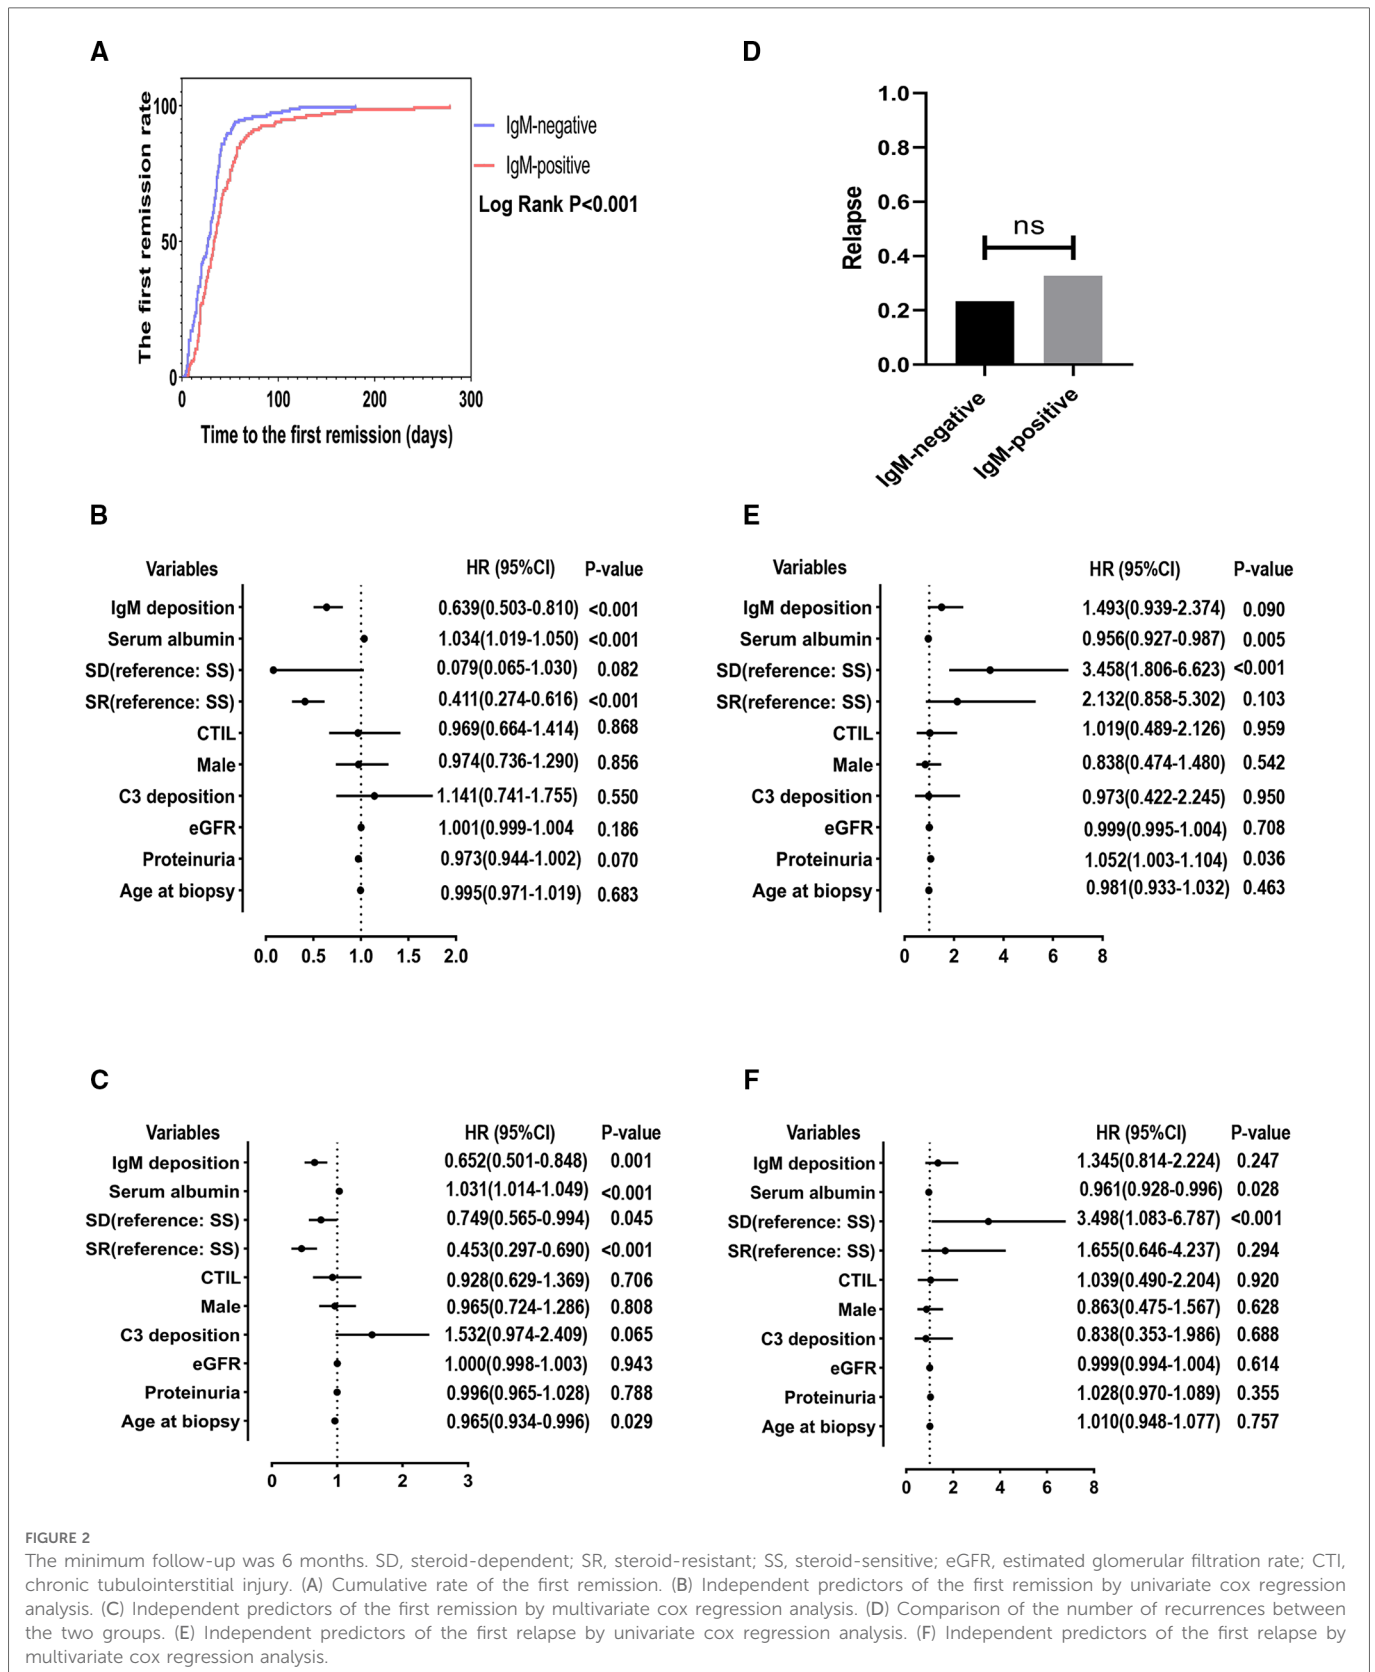 A
The first remission rate
100
50
0
0 100 200 300
Time to the first remission (days)
IgM-negative
IgM-positive
Log Rank P<0.001
D
Relapse
1.0
0.8
0.6
0.4
0.2
0.0
ns
IgM-negative
IgM-positive
B
Variables HR (95%CI) P-value
IgM deposition 0.639(0.503-0.810) <0.001
Serum albumin 1.034(1.019-1.050) <0.001
SD(reference: SS) 0.079(0.065-1.030) 0.082
SR(reference: SS) 0.411(0.274-0.616) <0.001
CTIL 0.969(0.664-1.414) 0.868
Male 0.974(0.736-1.290) 0.856
C3 deposition 1.141(0.741-1.755) 0.550
eGFR 1.001(0.999-1.004 0.186
Proteinuria 0.973(0.944-1.002) 0.070
Age at biopsy 0.995(0.971-1.019) 0.683
0.0 0.5 1.0 1.5 2.0
E
Variables HR (95%CI) P-value
IgM deposition 1.493(0.939-2.374) 0.090
Serum albumin 0.956(0.927-0.987) 0.005
SD(reference: SS) 3.458(1.806-6.623) <0.001
SR(reference: SS) 2.132(0.858-5.302) 0.103
CTIL 1.019(0.489-2.126) 0.959
Male 0.838(0.474-1.480) 0.542
C3 deposition 0.973(0.422-2.245) 0.950
eGFR 0.999(0.995-1.004) 0.708
Proteinuria 1.052(1.003-1.104) 0.036
Age at biopsy 0.981(0.933-1.032) 0.463
0 2 4 6 8
C
Variables HR (95%CI) P-value
IgM deposition 0.652(0.501-0.848) 0.001
Serum albumin 1.031(1.014-1.049) <0.001
SD(reference: SS) 0.749(0.565-0.994) 0.045
SR(reference: SS) 0.453(0.297-0.690) <0.001
CTIL 0.928(0.629-1.369) 0.706
Male 0.965(0.724-1.286) 0.808
C3 deposition 1.532(0.974-2.409) 0.065
eGFR 1.000(0.998-1.003) 0.943
Proteinuria 0.996(0.965-1.028) 0.788
Age at biopsy 0.965(0.934-0.996) 0.029
0 1 2 3
F
Variables HR (95%CI) P-value
IgM deposition 1.345(0.814-2.224) 0.247
Serum albumin 0.961(0.928-0.996) 0.028
SD(reference: SS) 3.498(1.083-6.787) <0.001
SR(reference: SS) 1.655(0.646-4.237) 0.294
CTIL 1.039(0.490-2.204) 0.920
Male 0.863(0.475-1.567) 0.628
C3 deposition 0.838(0.353-1.986) 0.688
eGFR 0.999(0.994-1.004) 0.614
Proteinuria 1.028(0.970-1.089) 0.355
Age at biopsy 1.010(0.948-1.077) 0.757
0 2 4 6 8
FIGURE 2
The minimum follow-up was 6 months. SD, steroid-dependent; SR, steroid-resistant; SS, steroid-sensitive; eGFR, estimated glomerular filtration rate; CTI,
chronic tubulointerstitial injury. (A) Cumulative rate of the first remission. (B) Independent predictors of the first remission by univariate cox regression
analysis. (C) Independent predictors of the first remission by multivariate cox regression analysis. (D) Comparison of the number of recurrences between
the two groups. (E) Independent predictors of the first relapse by univariate cox regression analysis. (F) Independent predictors of the first relapse by
multivariate cox regression analysis.